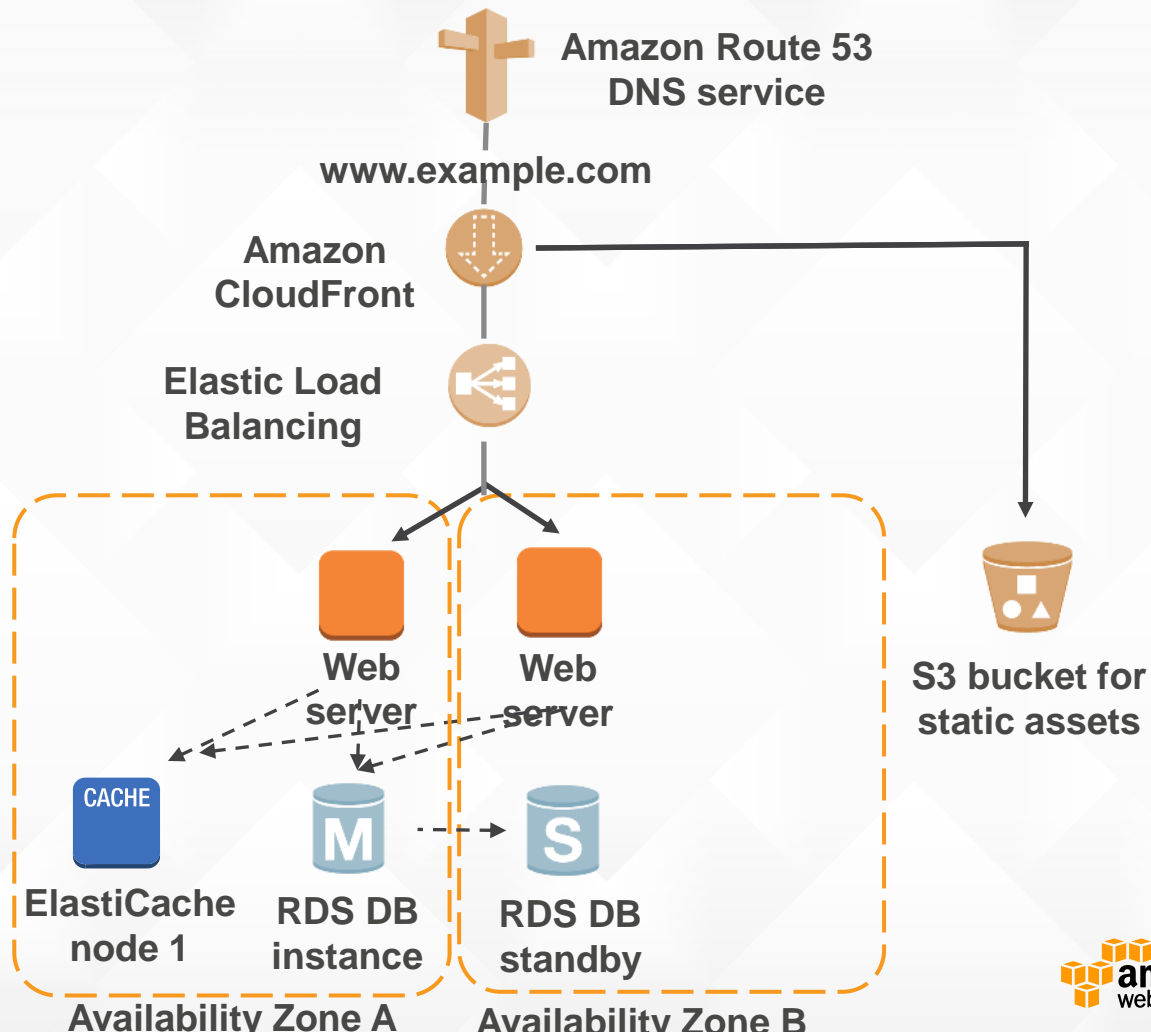 Amazon Route 53
DNS service
www.example.com
Amazon
CloudFront
Elastic Load
Balancing
Web
server
Web
server
S3 bucket for
static assets
CACHE
M
S
ElastiCache
node 1
RDS DB
instance
RDS DB
standby
Availability Zone A
Availability Zone B